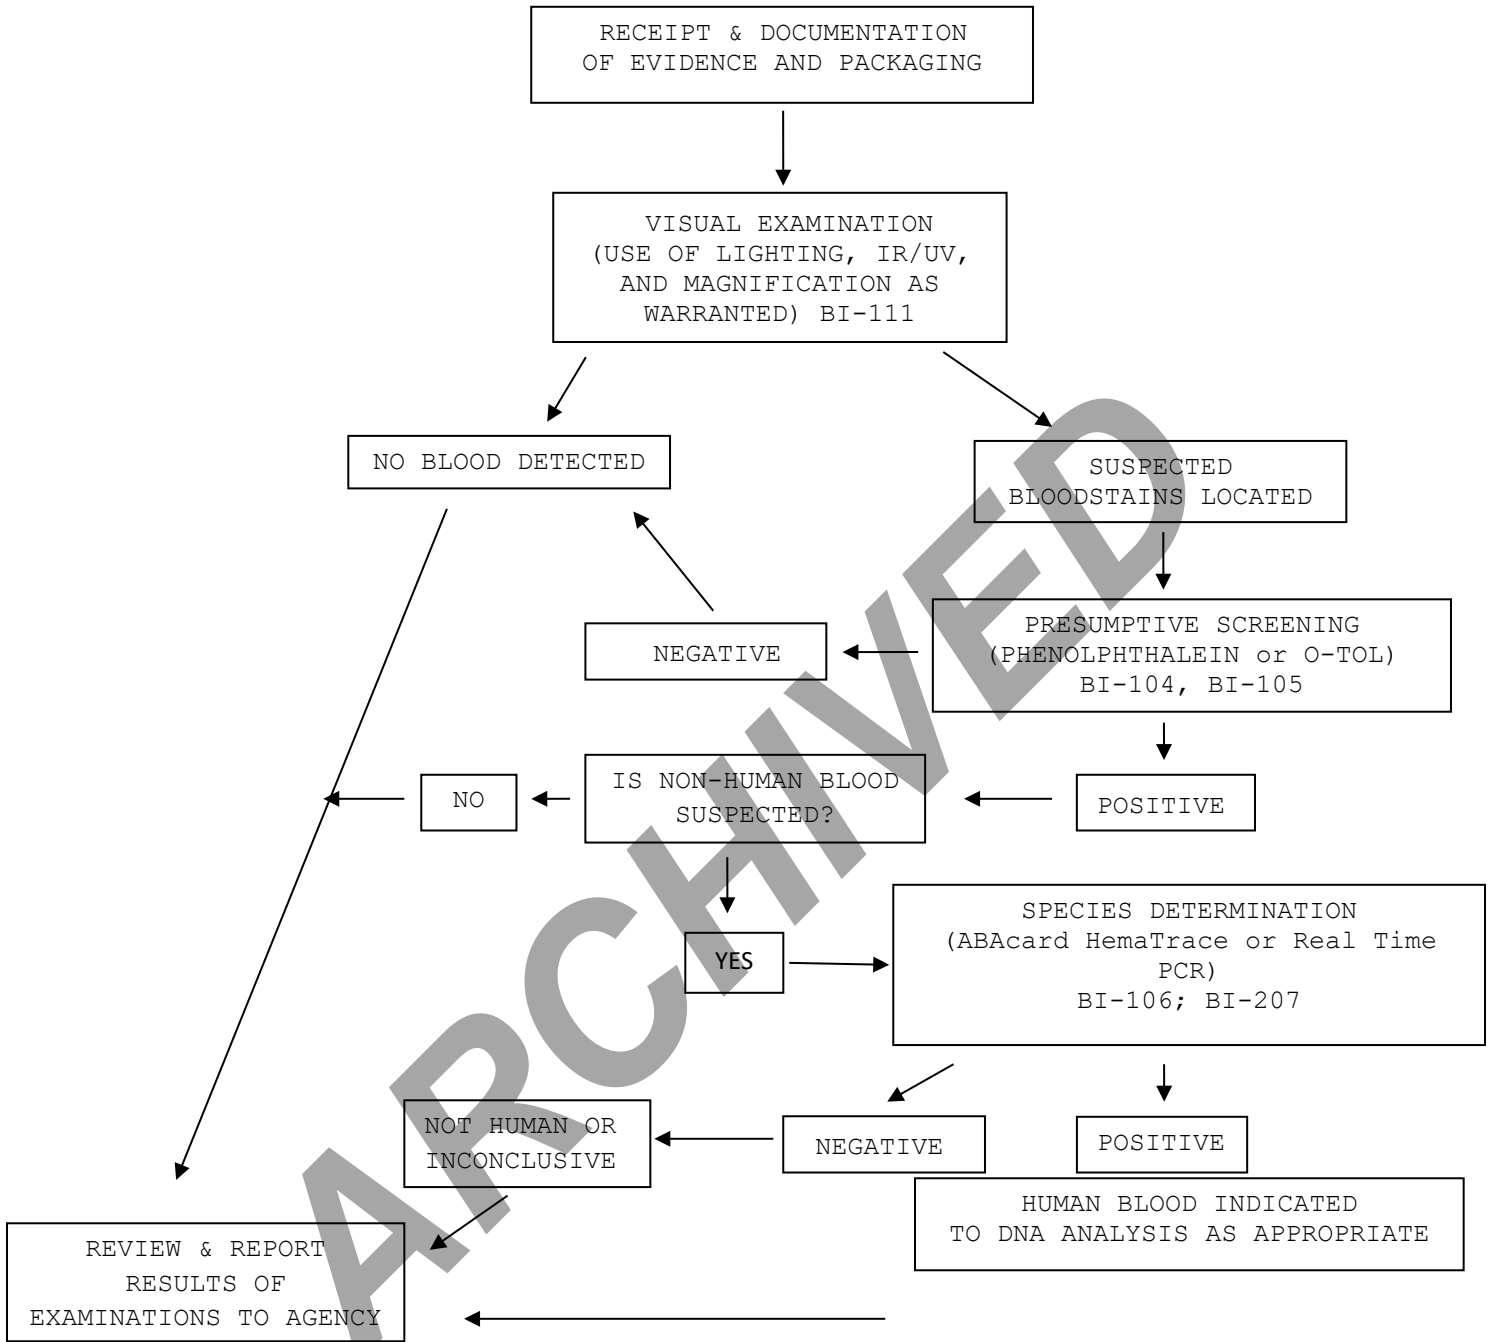 RECEIPT & DOCUMENTATION
OF EVIDENCE AND PACKAGING
VISUAL EXAMINATION
(USE OF LIGHTING, IR/UV,
AND MAGNIFICATION AS
WARRANTED) BI-111
NO BLOOD DETECTED
SUSPECTED
BLOODSTAINS LOCATED
PRESUMPTIVE SCREENING
(PHENOLPHTHALEIN or O-TOL)
BI-104, BI-105
NEGATIVE
IS NON-HUMAN BLOOD
SUSPECTED?
NO
POSITIVE
SPECIES DETERMINATION
(ABAcard HemaTrace or Real Time
PCR)
BI-106; BI-207
YES
NOT HUMAN OR
INCONCLUSIVE
NEGATIVE
POSITIVE
HUMAN BLOOD INDICATED
TO DNA ANALYSIS AS APPROPRIATE
REVIEW & REPORT
RESULTS OF
EXAMINATIONS TO AGENCY
ARCHIVED